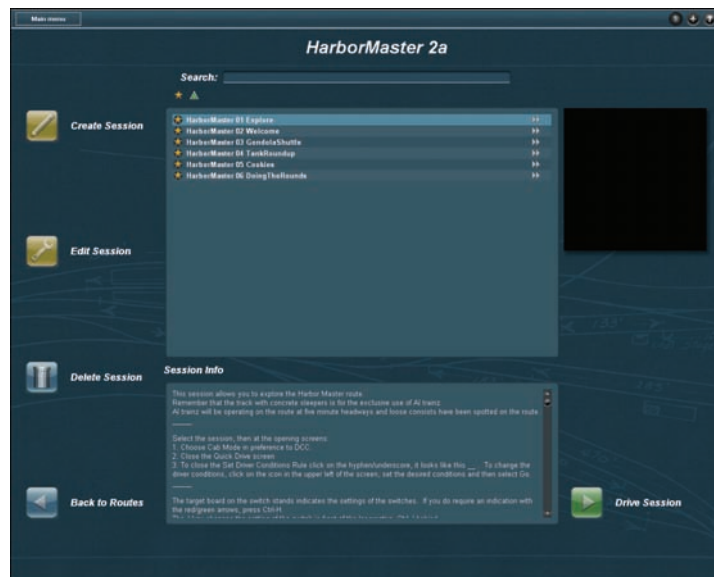 Main menu
HarborMaster 2a
Search:
Create Session
HarborMaster 01 Explore
HarborMaster 02 Welcome
HarborMaster 03 GondolaShuttle
HarborMaster 04 TankRoundup
HarborMaster 05 Cookies
HarborMaster 06 DoingTheRounds
Edit Session
Delete Session
Session Info
This session allows you to explore the Harbor Master route.
Remember that the track with concrete sleepers is for the exclusive use of AI trainz
AI trainz will be operating on the route at five minute headways and loose consists have been spotted on the route
Select the session, then at the opening screens:
1. Choose Cab Mode in preference to DCC.
2. Close the Quick Drive screen
3. To close the Set Driver Conditions Rule click on the hyphen/underscore, it looks like this __ . To change the
driver conditions, click on the icon in the upper left of the screen, set the desired conditions and then select Go.
The target board on the switch stands indicates the settings of the switches. If you do require an indication with
the red/green arrows, press Ctrl-H.
Back to Routes
Drive Session